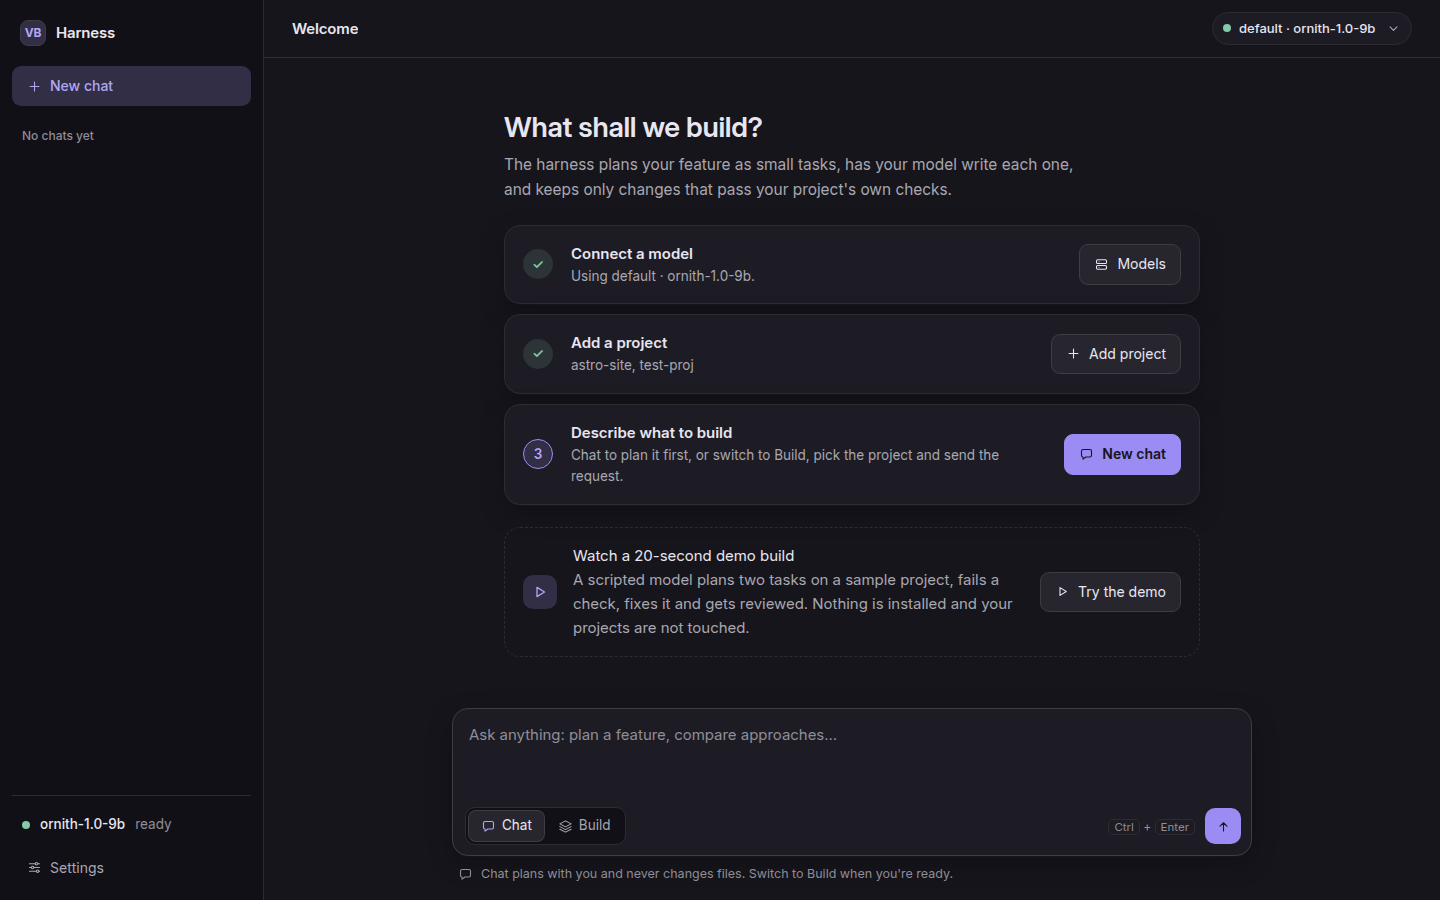 VB Harness
New chat
No chats yet
ornith-1.0-9b ready
Settings
Welcome
default · ornith-1.0-9b
What shall we build?
The harness plans your feature as small tasks, has your model write each one,
and keeps only changes that pass your project's own checks.
Connect a model
Using default · ornith-1.0-9b.
Models
Add a project
astro-site, test-proj
Add project
3
Describe what to build
Chat to plan it first, or switch to Build, pick the project and send the
request.
New chat
Watch a 20-second demo build
A scripted model plans two tasks on a sample project, fails a
check, fixes it and gets reviewed. Nothing is installed and your
projects are not touched.
Try the demo
Ask anything: plan a feature, compare approaches...
Chat Build
Ctrl + Enter
Chat plans with you and never changes files. Switch to Build when you're ready.